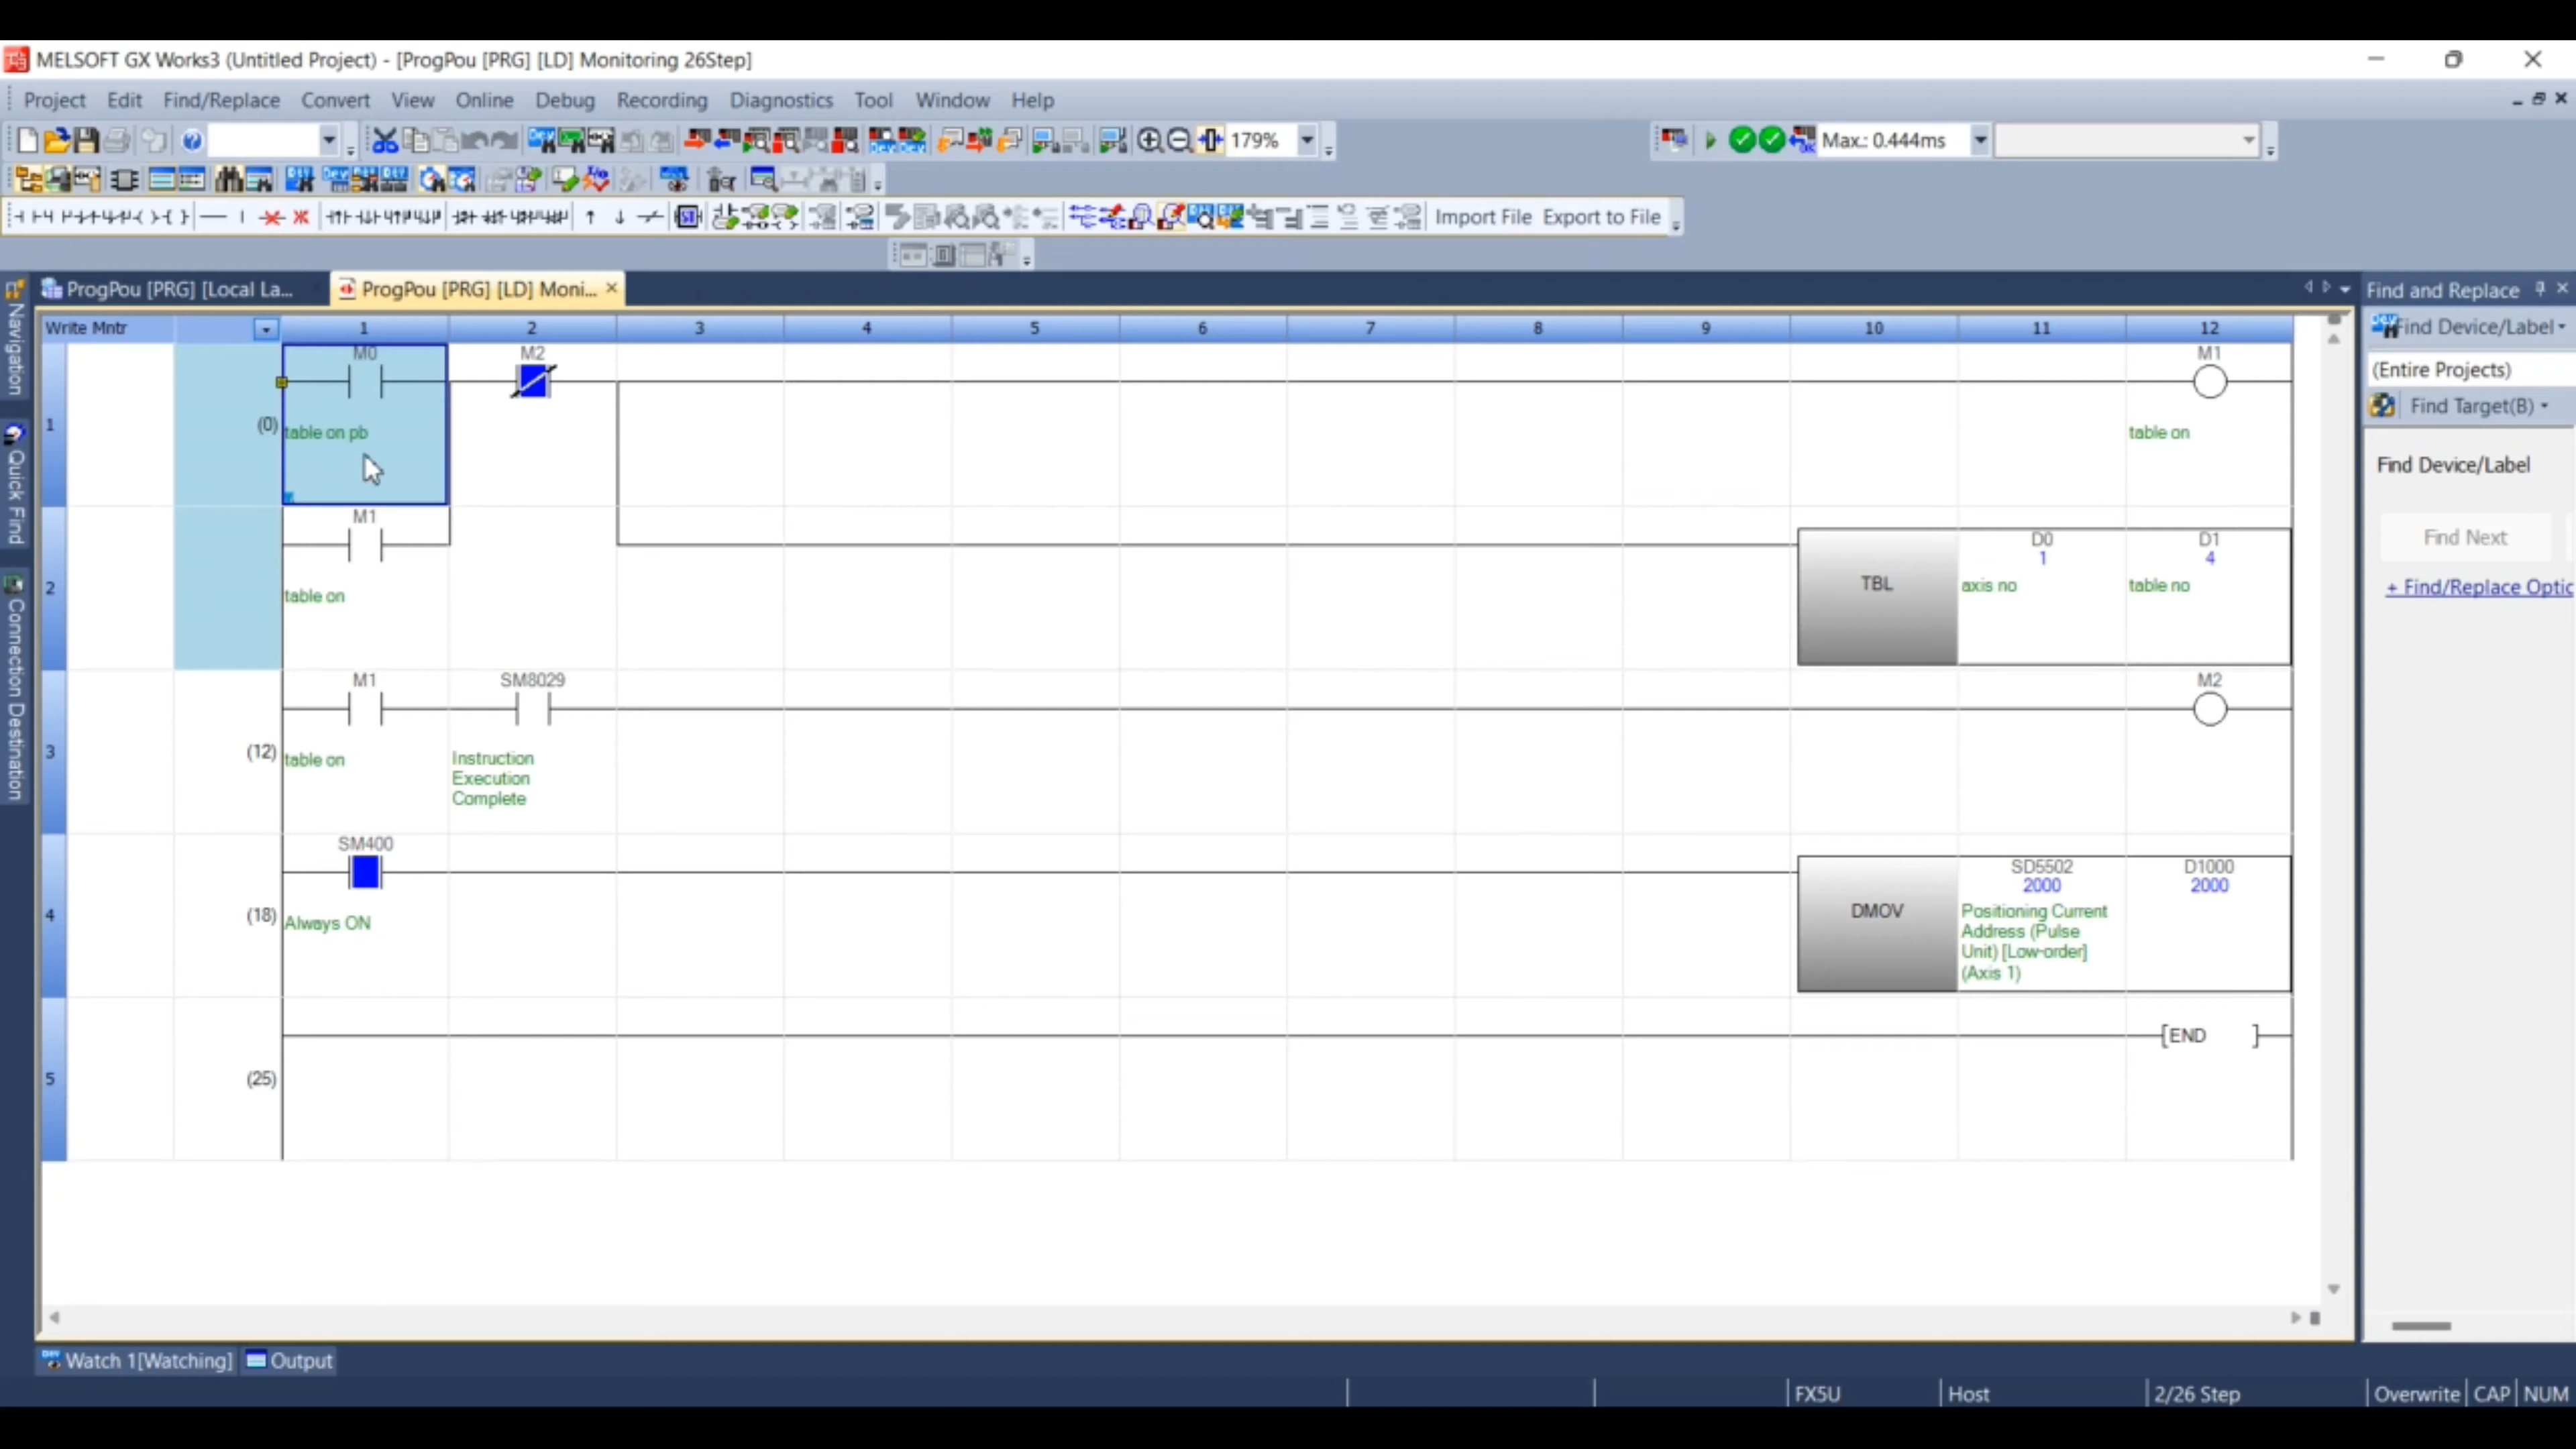 MELSOFT GX Works3 (Untitled Project) - [ProgPou [PRG] [LD] Monitoring 26Step]
Project Edit Find/Replace Convert View Online Debug Recording Diagnostics Tool Window Help
179% Max.: 0.444ms
Import File Export to File
ProgPou [PRG] [Local La... ProgPou [PRG] [LD] Moni...
Find and Replace
Navigation
Quick Find
Connection Destination
Write Mntr 1 2 3 4 5 6 7 8 9 10 11 12
Find Device/Label
(Entire Projects)
Find Target(B)
Find Device/Label
Find Next
+ Find/Replace Optic
M0 M2 M1
1 (0) table on pb table on
M1 D0 D1
1 4
2 table on TBL axis no table no
M1 SM8029 M2
3 (12) table on Instruction
Execution
Complete
SM400 SD5502 D1000
2000 2000
4 (18) Always ON DMOV Positioning Current
Address (Pulse
Unit) [Low-order]
(Axis 1)
[END ]
5 (25)
Watch 1[Watching] Output
FX5U Host 2/26 Step Overwrite CAP NUM